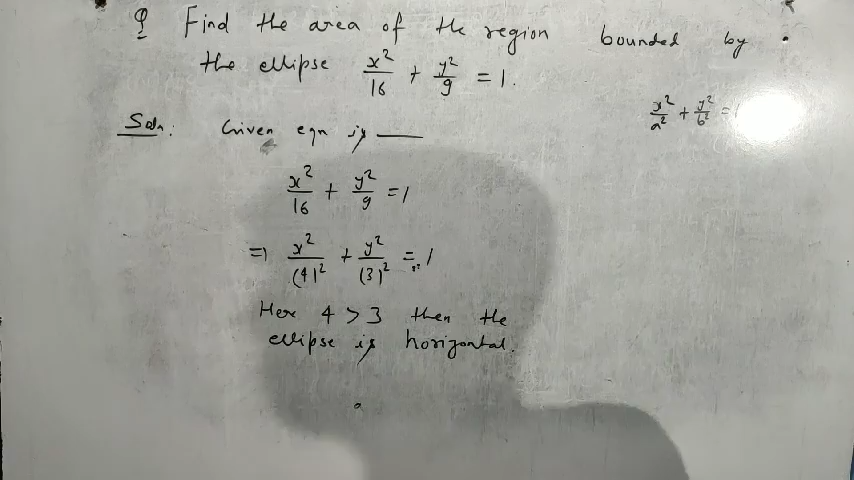 Q Find the area of the region bounded by
the ellipse x²/16 + y²/9 = 1.
x²/a² + y²/b² = 1
Soln: Given eqn is —
x²/16 + y²/9 = 1
⇒ x²/(4)² + y²/(3)² = 1
Here 4 > 3 then the
ellipse is horizontal.